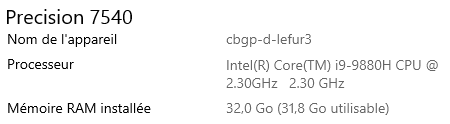 Precision 7540
Nom de l'appareil cbgp-d-lefur3
Processeur Intel(R) Core(TM) i9-9880H CPU @
2.30GHz 2.30 GHz
Mémoire RAM installée 32,0 Go (31,8 Go utilisable)